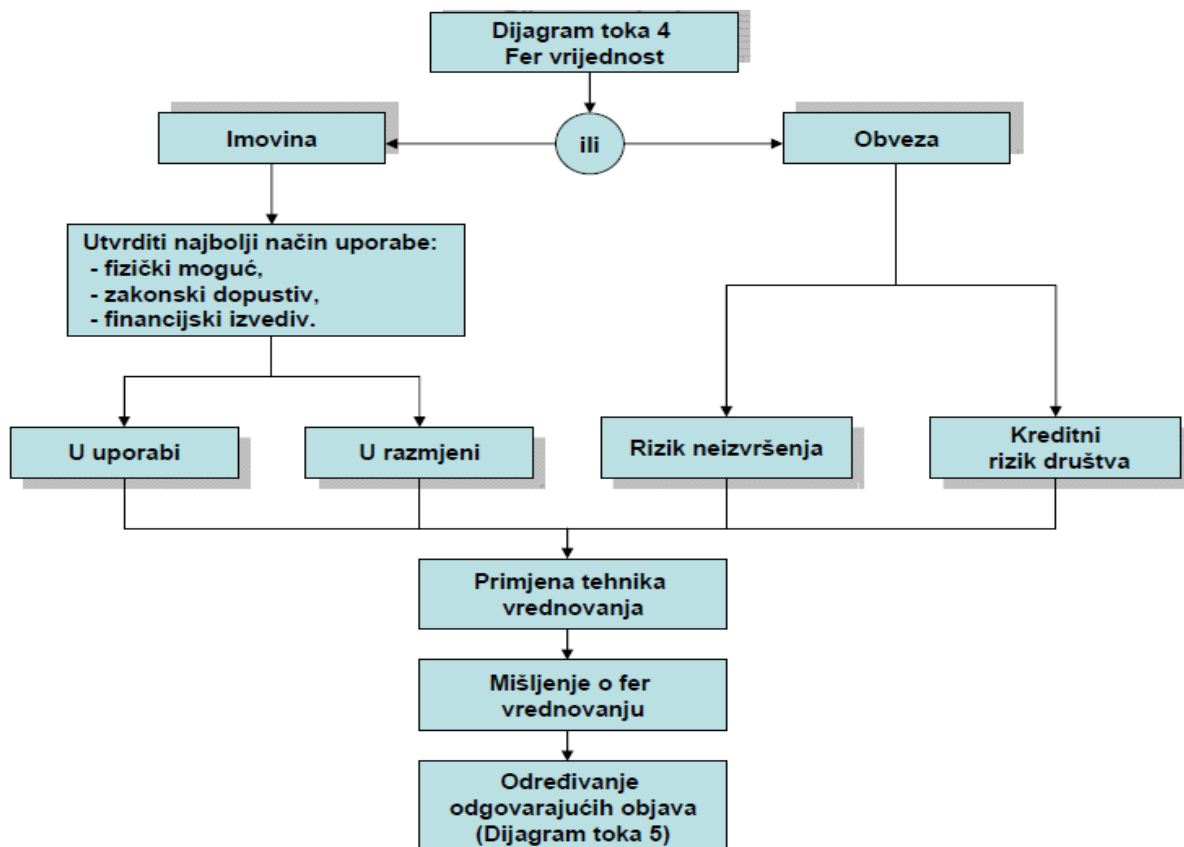 Dijagram toka 4
Fer vrijednost
Imovina
ili
Obveza
Utvrditi najbolji način uporabe:
- fizički moguć,
- zakonski dopustiv,
- financijski izvediv.
U uporabi
U razmjeni
Rizik neizvršenja
Kreditni
rizik društva
Primjena tehnika
vrednovanja
Mišljenje o fer
vrednovanju
Određivanje
odgovarajućih objava
(Dijagram toka 5)